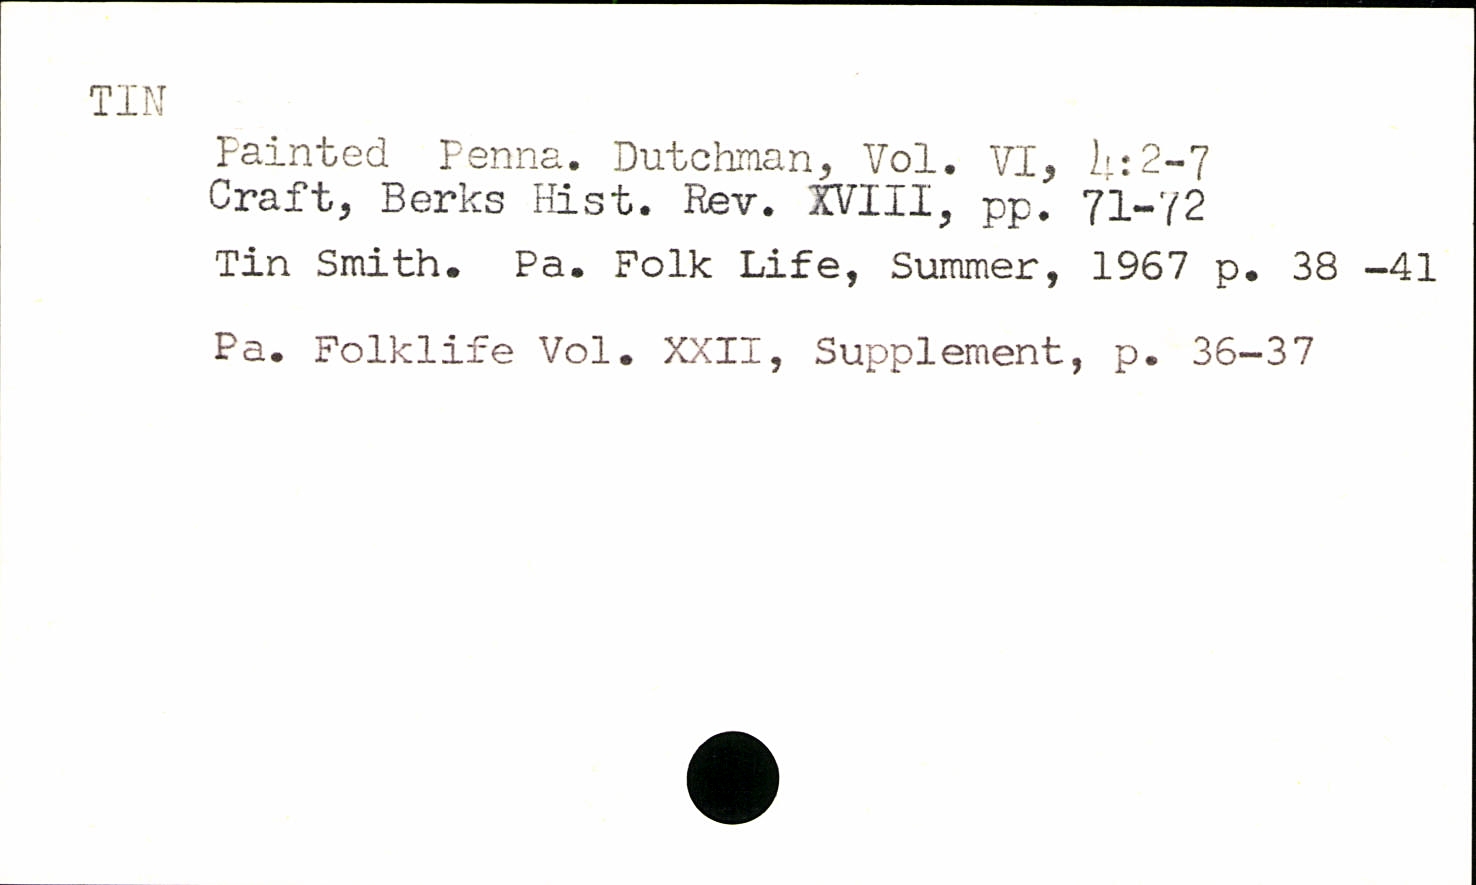 TIN
Painted Penna. Dutchman, Vol. VI, 4:2-7
Craft, Berks Hist. Rev. XVIII, pp. 71-72
Tin Smith. Pa. Folk Life, Summer, 1967 p. 38 -41
Pa. Folklife Vol. XXII, Supplement, p. 36-37